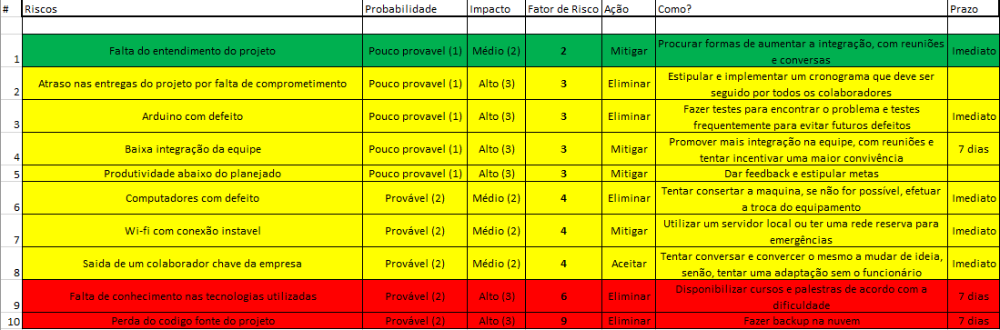 # Riscos Probabilidade Impacto Fator de Risco Ação Como? Prazo
1 Falta do entendimento do projeto Pouco provavel (1) Médio (2) 2 Mitigar Procurar formas de aumentar a integração, com reuniões
e conversas Imediato
2 Atraso nas entregas do projeto por falta de comprometimento Pouco provavel (1) Alto (3) 3 Eliminar Estipular e implementar um cronograma que deve ser
seguido por todos os colaboradores
3 Arduino com defeito Pouco provavel (1) Alto (3) 3 Eliminar Fazer testes para encontrar o problema e testes
frequentemente para evitar futuros defeitos Imediato
4 Baixa integração da equipe Pouco provavel (1) Alto (3) 3 Mitigar Promover mais integração na equipe, com reuniões e
tentar incentivar uma maior convivência 7 dias
5 Produtividade abaixo do planejado Pouco provavel (1) Alto (3) 3 Mitigar Dar feedback e estipular metas
6 Computadores com defeito Provável (2) Médio (2) 4 Eliminar Tentar consertar a maquina, se não for possível, efetuar
a troca do equipamento Imediato
7 Wi-fi com conexão instavel Provável (2) Médio (2) 4 Mitigar Utilizar um servidor local ou ter uma rede reserva para
emergências Imediato
8 Saida de um colaborador chave da empresa Provável (2) Médio (2) 4 Aceitar Tentar conversar e convercer o mesmo a mudar de ideia,
senão, tentar uma adaptação sem o funcionário Imediato
9 Falta de conhecimento nas tecnologias utilizadas Provável (2) Alto (3) 6 Eliminar Disponibilizar cursos e palestras de acordo com a
dificuldade 7 dias
10 Perda do codigo fonte do projeto Provável (2) Alto (3) 9 Eliminar Fazer backup na nuvem 7 dias